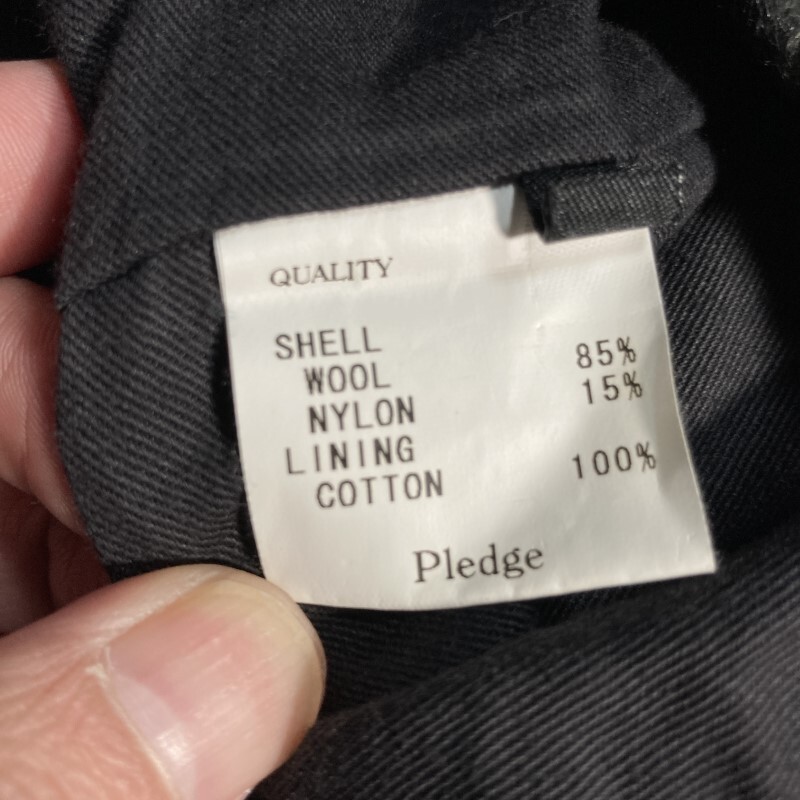 QUALITY
SHELL
WOOL 85%
NYLON 15%
LINING
COTTON 100%
Pledge